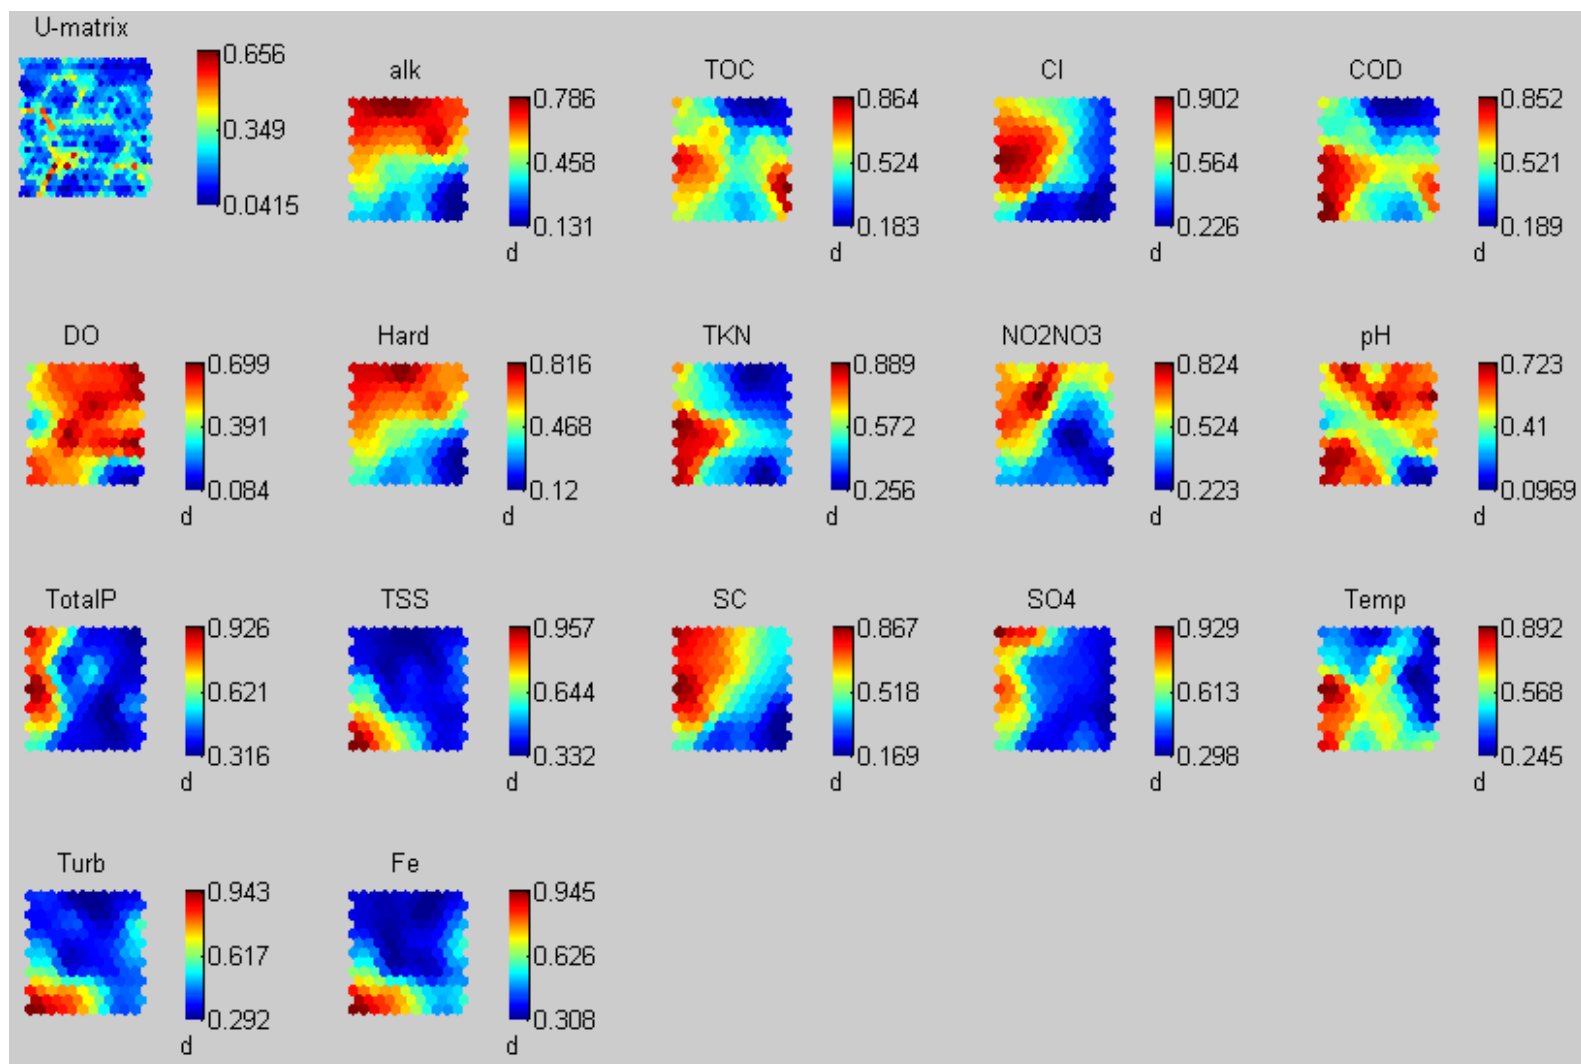 U-matrix
0.656
0.349
0.0415
alk
0.786
0.458
0.131
d
TOC
0.864
0.524
0.183
d
Cl
0.902
0.564
0.226
d
COD
0.852
0.521
0.189
d
DO
0.699
0.391
0.084
d
Hard
0.816
0.468
0.12
d
TKN
0.889
0.572
0.256
d
NO2NO3
0.824
0.524
0.223
d
pH
0.723
0.41
0.0969
d
TotalP
0.926
0.621
0.316
d
TSS
0.957
0.644
0.332
d
SC
0.867
0.518
0.169
d
SO4
0.929
0.613
0.298
d
Temp
0.892
0.568
0.245
d
Turb
0.943
0.617
0.292
d
Fe
0.945
0.626
0.308
d